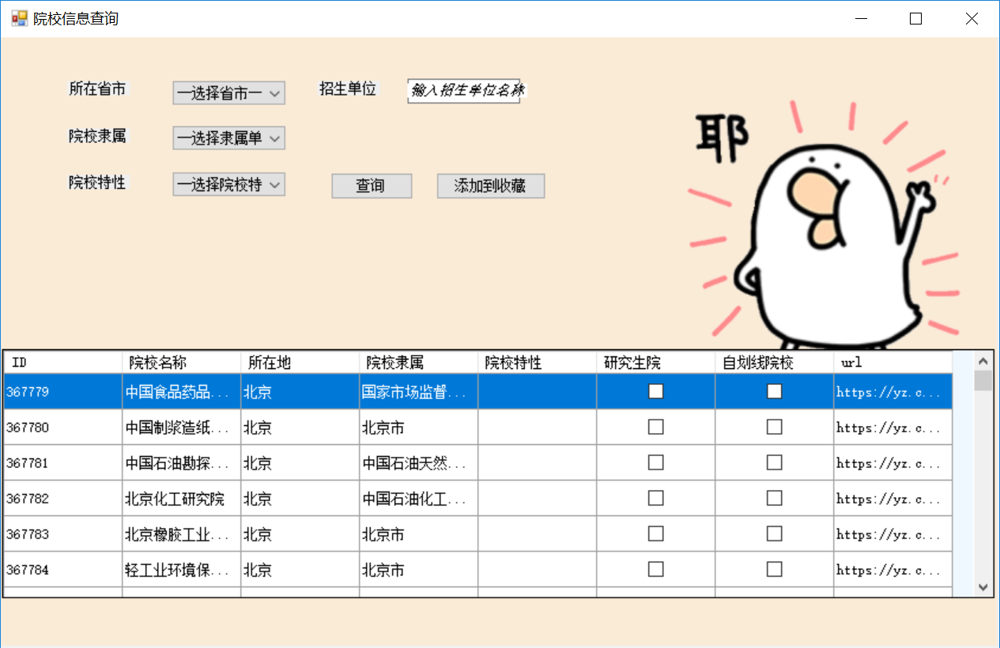 院校信息查询
所在省市 一选择省市一 招生单位 输入招生单位名称
耶
院校隶属 一选择隶属单
院校特性 一选择院校特 查询 添加到收藏
ID 院校名称 所在地 院校隶属 院校特性 研究生院 自划线院校 url
367779 中国食品药品... 北京 国家市场监督... https://yz.c...
367780 中国制浆造纸... 北京 北京市 https://yz.c...
367781 中国石油勘探... 北京 中国石油天然... https://yz.c...
367782 北京化工研究院 北京 中国石油化工... https://yz.c...
367783 北京橡胶工业... 北京 北京市 https://yz.c...
367784 轻工业环境保... 北京 北京市 https://yz.c...